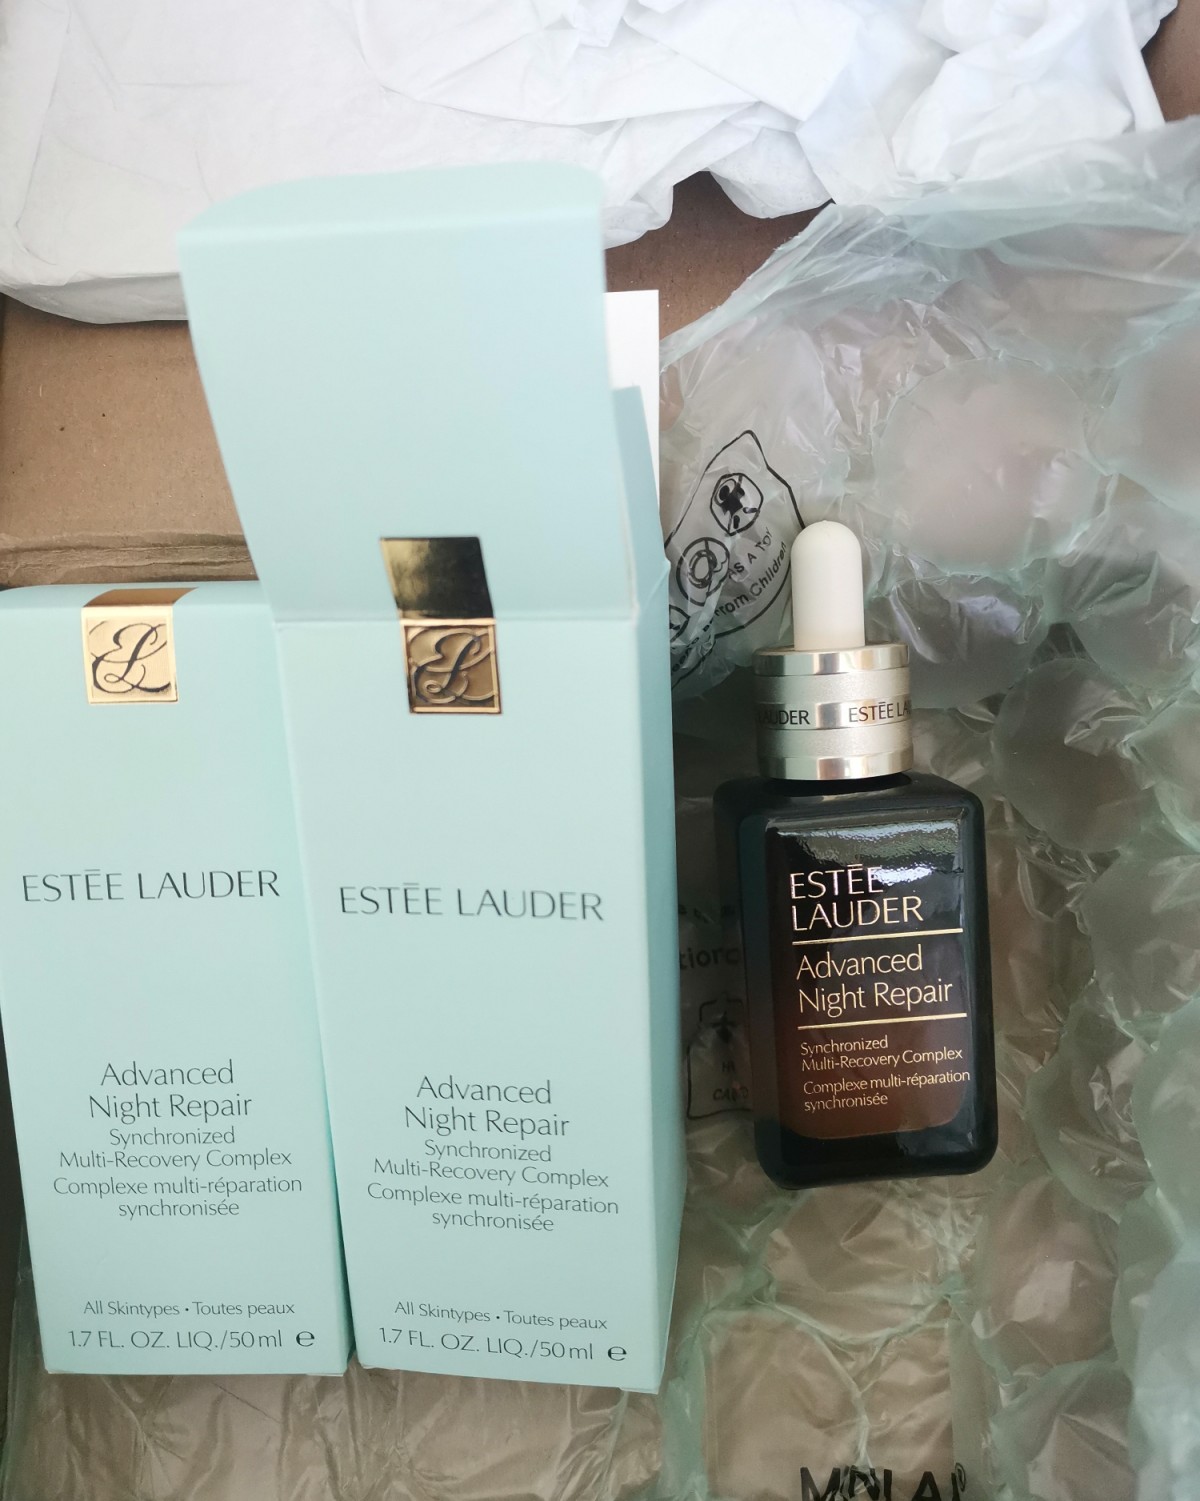 ESTĒE LAUDER
Advanced
Night Repair
Synchronized
Multi-Recovery Complex
Complexe multi-réparation
synchronisée
All Skintypes • Toutes peaux
1.7 FL. OZ. LIQ./50 ml e
ESTĒE LAUDER
Advanced
Night Repair
Synchronized
Multi-Recovery Complex
Complexe multi-réparation
synchronisée
All Skintypes • Toutes peaux
1.7 FL. OZ. LIQ./50 ml e
AS A Toy
Children
LAUDER ESTĒE LA
ESTĒE
LAUDER
Advanced
Night Repair
Synchronized
Multi-Recovery Complex
Complexe multi-réparation
synchronisée